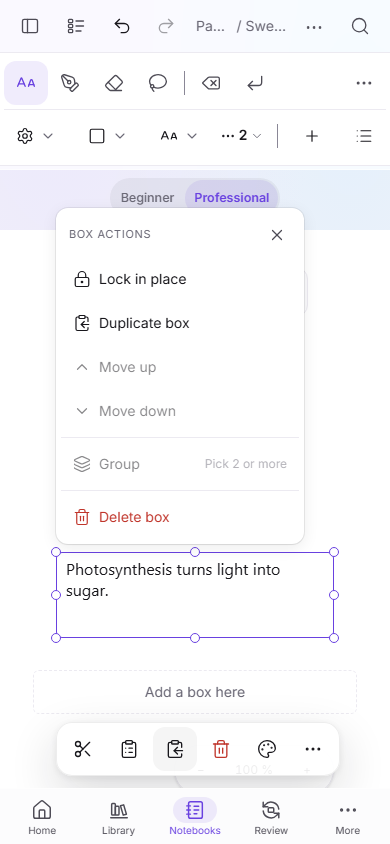 Pa... / Swe...
2
Beginner Professional
BOX ACTIONS
Lock in place
Duplicate box
Move up
Move down
Group Pick 2 or more
Delete box
Photosynthesis turns light into
sugar.
Add a box here
100 %
Home Library Notebooks Review More